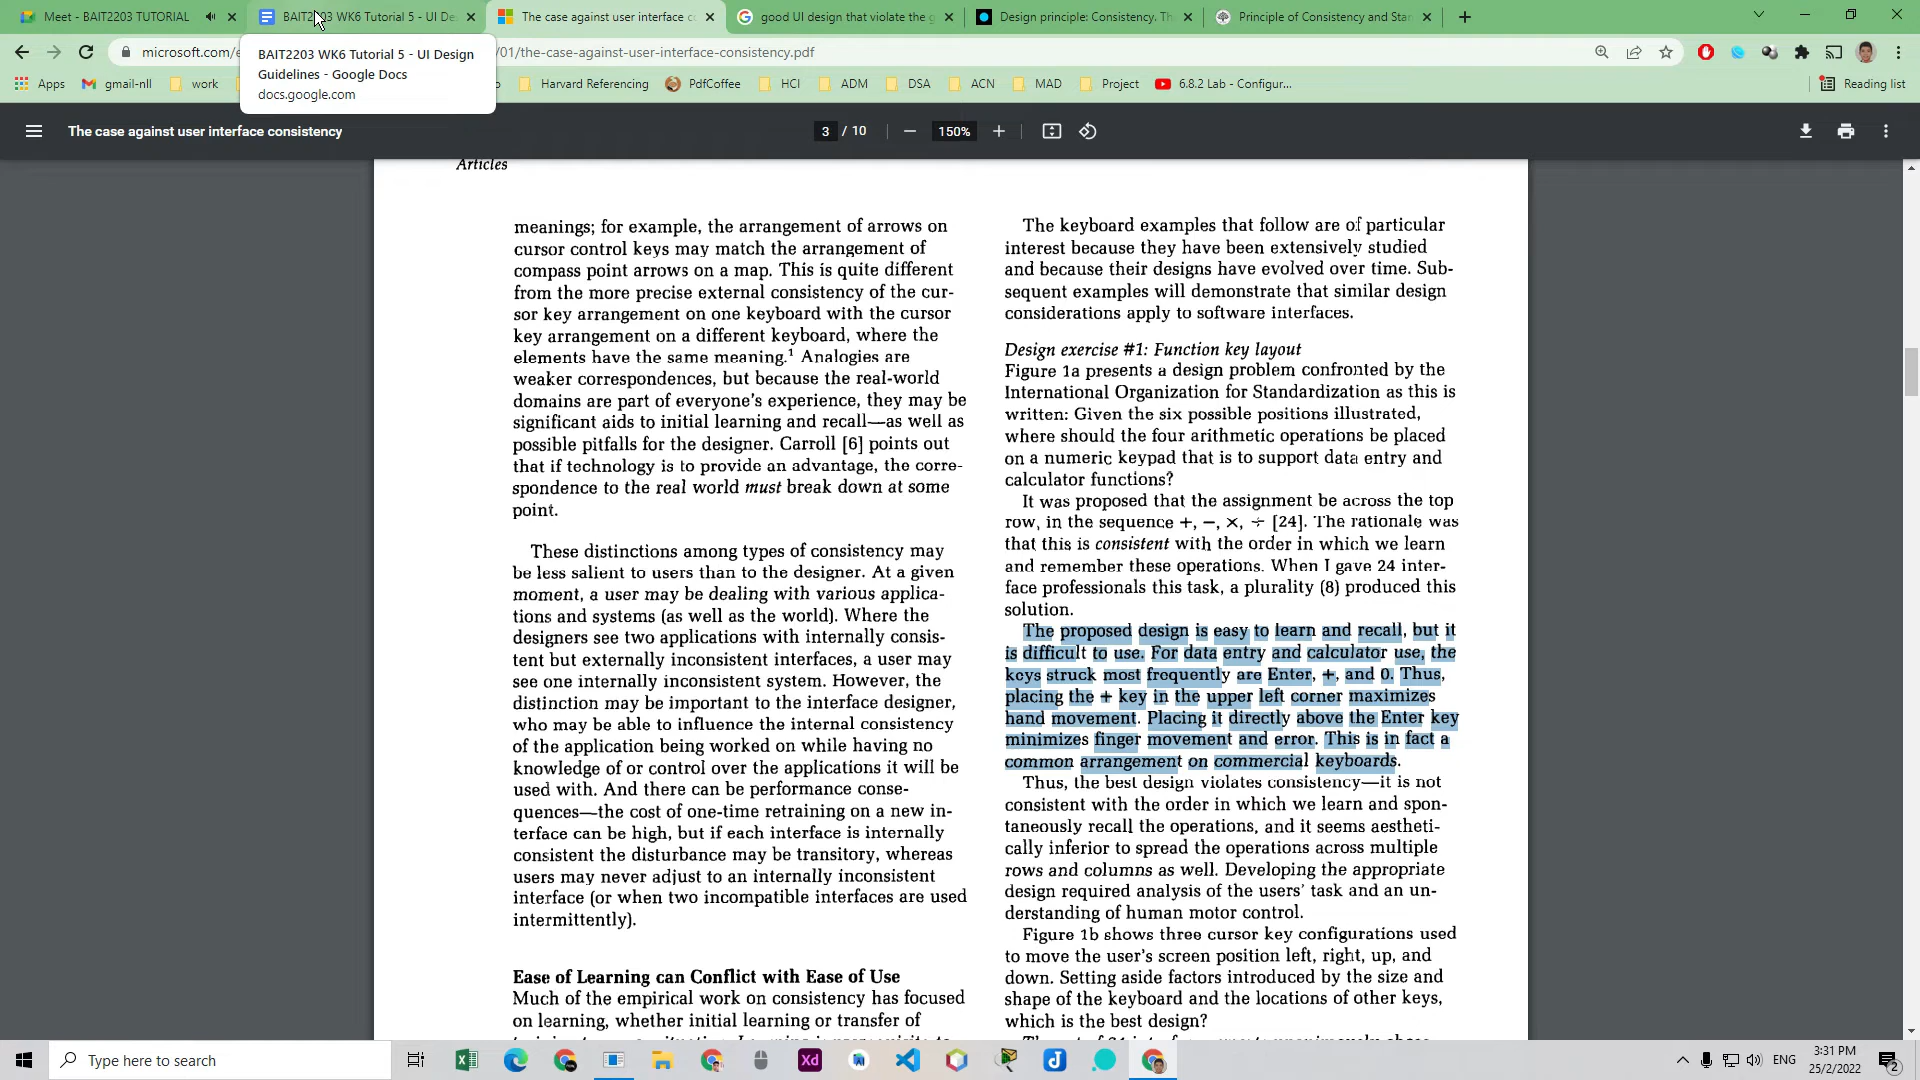 Meet - BAIT2203 TUTORIAL
BAIT2203 WK6 Tutorial 5 - UI De
The case against user interface c
good UI design that violate the g
Design principle: Consistency. Th
Principle of Consistency and Stan
microsoft.com/e
/01/the-case-against-user-interface-consistency.pdf
BAIT2203 WK6 Tutorial 5 - UI Design
Guidelines - Google Docs
docs.google.com
Apps
gmail-nll
work
Harvard Referencing
PdfCoffee
HCI
ADM
DSA
ACN
MAD
Project
6.8.2 Lab - Configur...
Reading list
The case against user interface consistency
3 / 10
150%
Articles
meanings; for example, the arrangement of arrows on
cursor control keys may match the arrangement of
compass point arrows on a map. This is quite different
from the more precise external consistency of the cur-
sor key arrangement on one keyboard with the cursor
key arrangement on a different keyboard, where the
elements have the same meaning.¹ Analogies are
weaker correspondences, but because the real-world
domains are part of everyone's experience, they may be
significant aids to initial learning and recall—as well as
possible pitfalls for the designer. Carroll [6] points out
that if technology is to provide an advantage, the corre-
spondence to the real world must break down at some
point.
These distinctions among types of consistency may
be less salient to users than to the designer. At a given
moment, a user may be dealing with various applica-
tions and systems (as well as the world). Where the
designers see two applications with internally consis-
tent but externally inconsistent interfaces, a user may
see one internally inconsistent system. However, the
distinction may be important to the interface designer,
who may be able to influence the internal consistency
of the application being worked on while having no
knowledge of or control over the applications it will be
used with. And there can be performance conse-
quences—the cost of one-time retraining on a new in-
terface can be high, but if each interface is internally
consistent the disturbance may be transitory, whereas
users may never adjust to an internally inconsistent
interface (or when two incompatible interfaces are used
intermittently).
Ease of Learning can Conflict with Ease of Use
Much of the empirical work on consistency has focused
on learning, whether initial learning or transfer of
The keyboard examples that follow are of particular
interest because they have been extensively studied
and because their designs have evolved over time. Sub-
sequent examples will demonstrate that similar design
considerations apply to software interfaces.
Design exercise #1: Function key layout
Figure 1a presents a design problem confronted by the
International Organization for Standardization as this is
written: Given the six possible positions illustrated,
where should the four arithmetic operations be placed
on a numeric keypad that is to support data entry and
calculator functions?
It was proposed that the assignment be across the top
row, in the sequence +, −, ×, ÷ [24]. The rationale was
that this is consistent with the order in which we learn
and remember these operations. When I gave 24 inter-
face professionals this task, a plurality (8) produced this
solution.
The proposed design is easy to learn and recall, but it
is difficult to use. For data entry and calculator use, the
keys struck most frequently are Enter, +, and 0. Thus,
placing the + key in the upper left corner maximizes
hand movement. Placing it directly above the Enter key
minimizes finger movement and error. This is in fact a
common arrangement on commercial keyboards.
Thus, the best design violates consistency—it is not
consistent with the order in which we learn and spon-
taneously recall the operations, and it seems aestheti-
cally inferior to spread the operations across multiple
rows and columns as well. Developing the appropriate
design required analysis of the users' task and an un-
derstanding of human motor control.
Figure 1b shows three cursor key configurations used
to move the user's screen position left, right, up, and
down. Setting aside factors introduced by the size and
shape of the keyboard and the locations of other keys,
which is the best design?
Type here to search
Xd
ENG
3:31 PM
25/2/2022
2